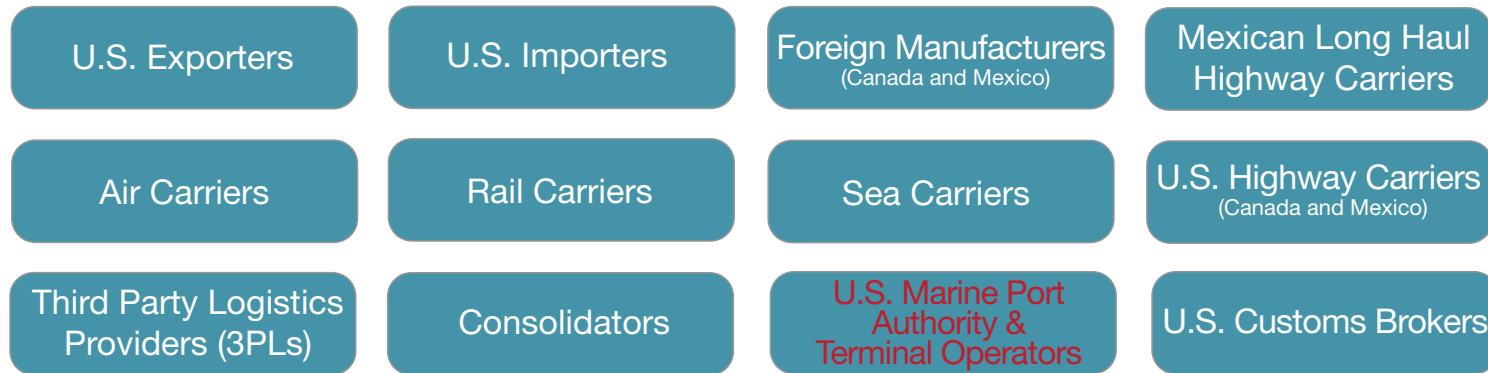 U.S. Exporters
U.S. Importers
Foreign Manufacturers
(Canada and Mexico)
Mexican Long Haul
Highway Carriers
Air Carriers
Rail Carriers
Sea Carriers
U.S. Highway Carriers
(Canada and Mexico)
Third Party Logistics
Providers (3PLs)
Consolidators
U.S. Marine Port
Authority &
Terminal Operators
U.S. Customs Brokers